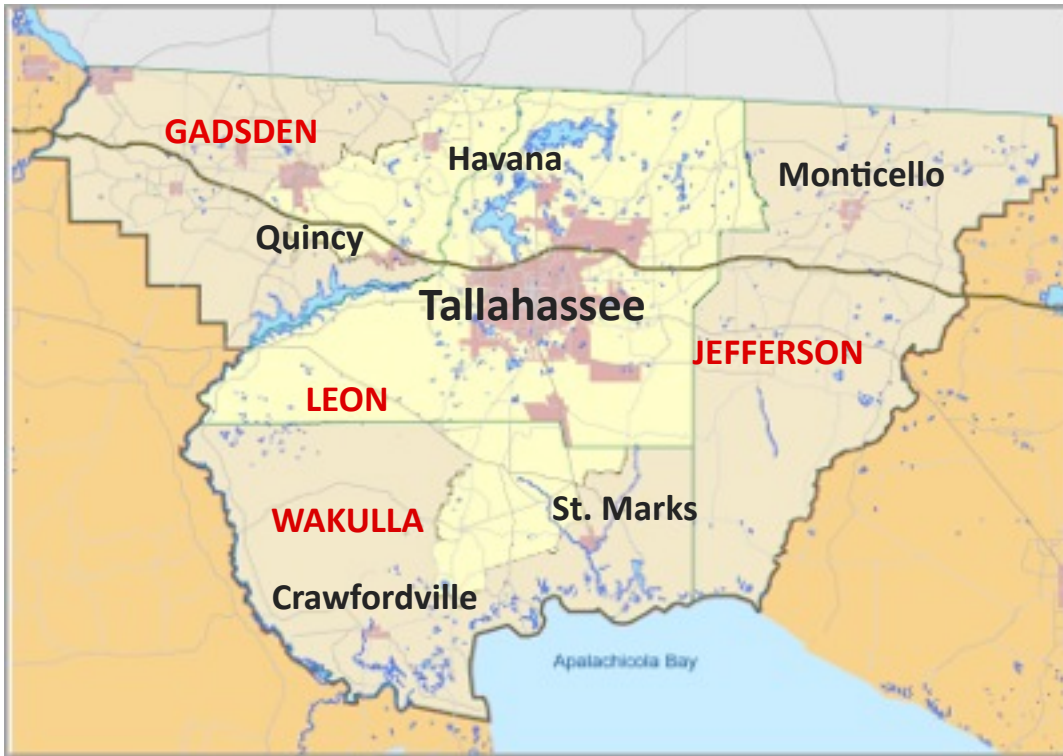 GADSDEN
Havana
Monticello
Quincy
Tallahassee
JEFFERSON
LEON
St. Marks
WAKULLA
Crawfordville
Apalachicola Bay